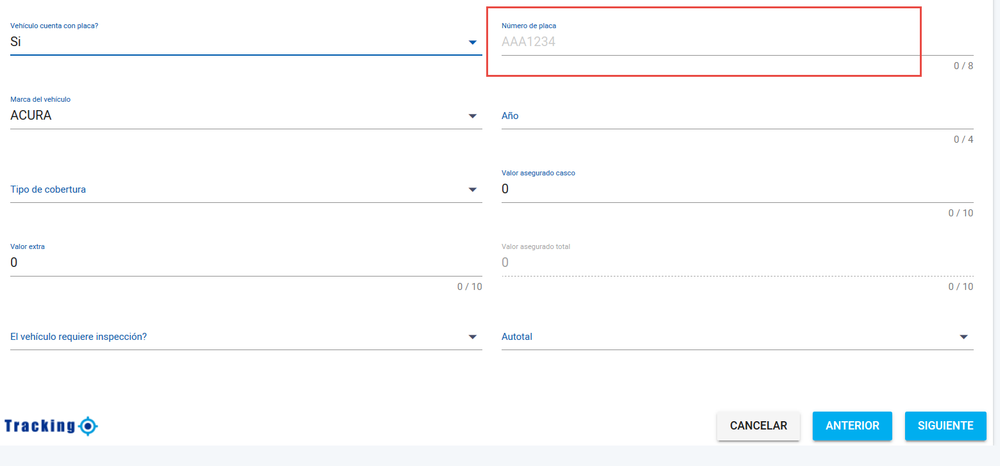 Vehículo cuenta con placa?
Si
Número de placa
AAA1234
0 / 8
Marca del vehículo
ACURA
Año
0 / 4
Tipo de cobertura
Valor asegurado casco
0
0 / 10
Valor extra
0
0 / 10
Valor asegurado total
0
0 / 10
El vehículo requiere inspección?
Autotal
Tracking
CANCELAR
ANTERIOR
SIGUIENTE